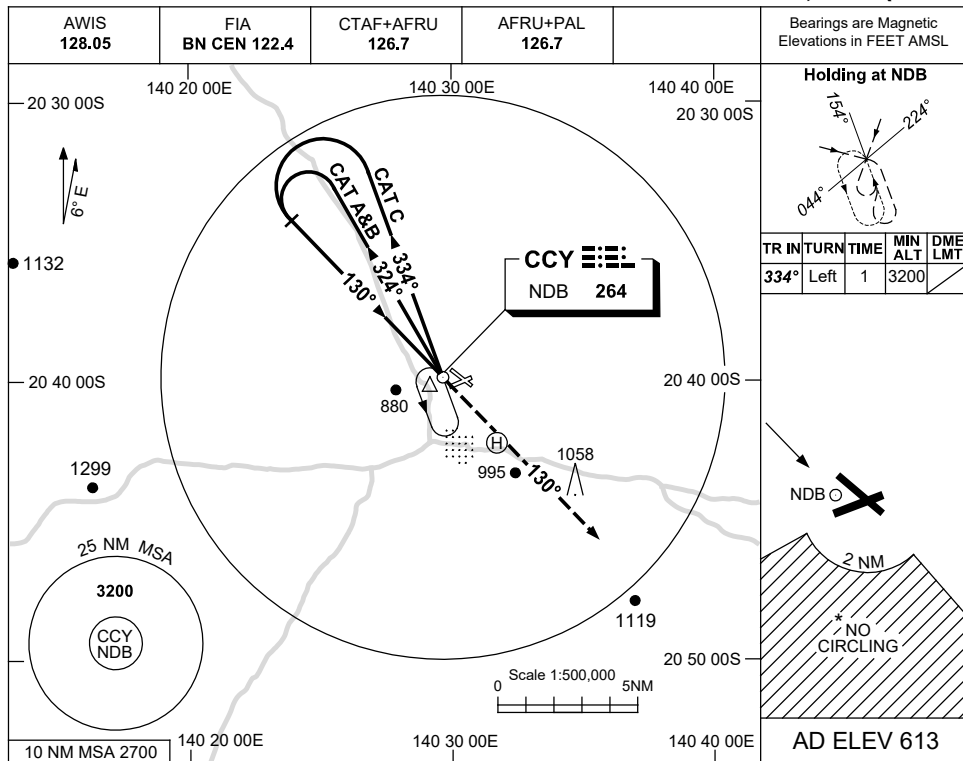 AWIS
128.05
FIA
BN CEN 122.4
CTAF+AFRU
126.7
AFRU+PAL
126.7
Bearings are Magnetic
Elevations in FEET AMSL
140 20 00E
140 30 00E
140 40 00E
20 30 00S
20 30 00S
6° E
CAT C
CAT A&B
334°
324°
130°
1132
CCY
NDB 264
20 40 00S
20 40 00S
880
H
1058
995
130°
1299
25 NM MSA
3200
CCY
NDB
1119
20 50 00S
Scale 1:500,000
0 5NM
10 NM MSA 2700
140 20 00E
140 30 00E
140 40 00E
Holding at NDB
154°
224°
044°
TR IN TURN TIME MIN ALT DME LMT
334° Left 1 3200
NDB
2 NM
* NO
CIRCLING
AD ELEV 613